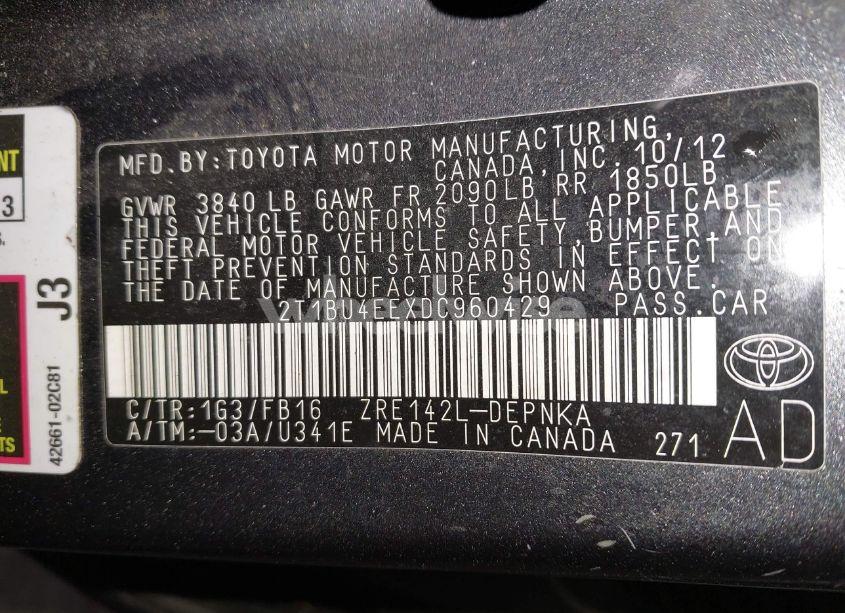 MFD.BY:TOYOTA MOTOR MANUFACTURING,
CANADA,INC. 10/12
GVWR 3840LB GAWR FR 2090LB RR 1850LB
THIS VEHICLE CONFORMS TO ALL APPLICABLE
FEDERAL MOTOR VEHICLE SAFETY,BUMPER,AND
THEFT PREVENTION STANDARDS IN EFFECT ON
THE DATE OF MANUFACTURE SHOWN ABOVE.
2T1BU4EEXDC960429 PASS.CAR
C/TR:1G3/FB16 ZRE142L-DEPNKA
A/TM:-03A/U341E MADE IN CANADA 271
AD
J3
42661-02C81